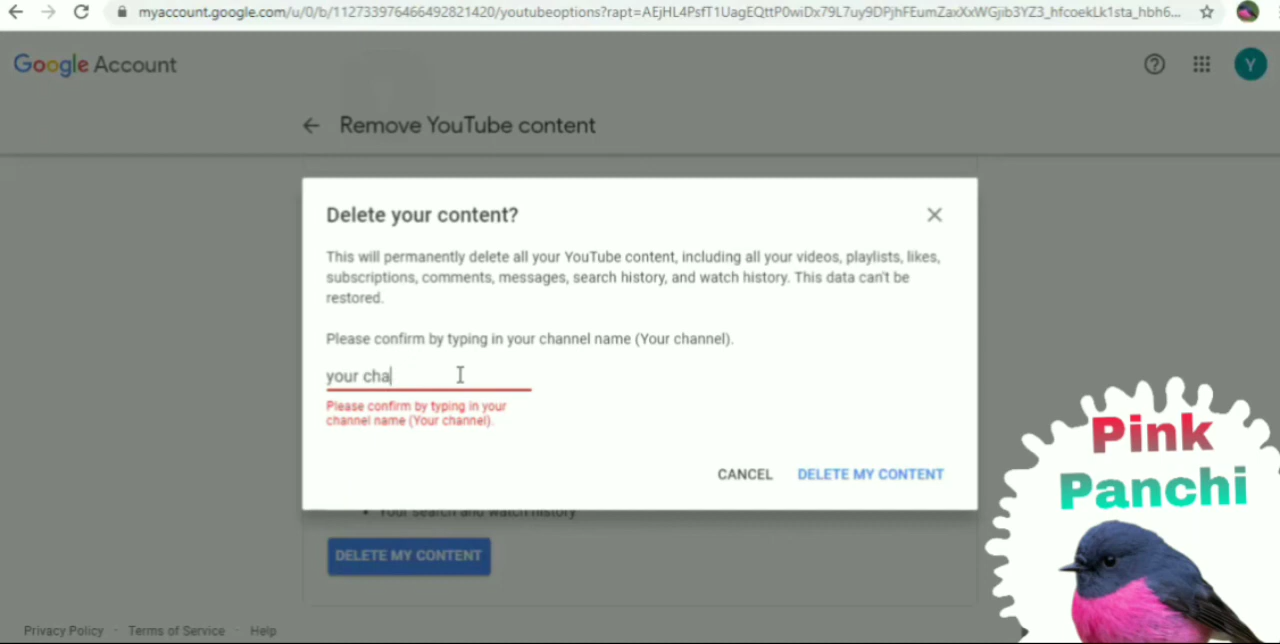 myaccount.google.com/u/0/b/112733976466492821420/youtubeoptions?rapt=AEjHL4PsfT1UagEQttP0wiDx79L7uy9DPjhFEumZaxXxWGjib3YZ3_hfcoekLk1sta_hbh6...
Google Account
Y
Remove YouTube content
Delete your content?
This will permanently delete all your YouTube content, including all your videos, playlists, likes,
subscriptions, comments, messages, search history, and watch history. This data can't be
restored.
Please confirm by typing in your channel name (Your channel).
your cha
Please confirm by typing in your
channel name (Your channel).
CANCEL DELETE MY CONTENT
Your search and watch history
DELETE MY CONTENT
Pink
Panchi
Privacy Policy · Terms of Service · Help